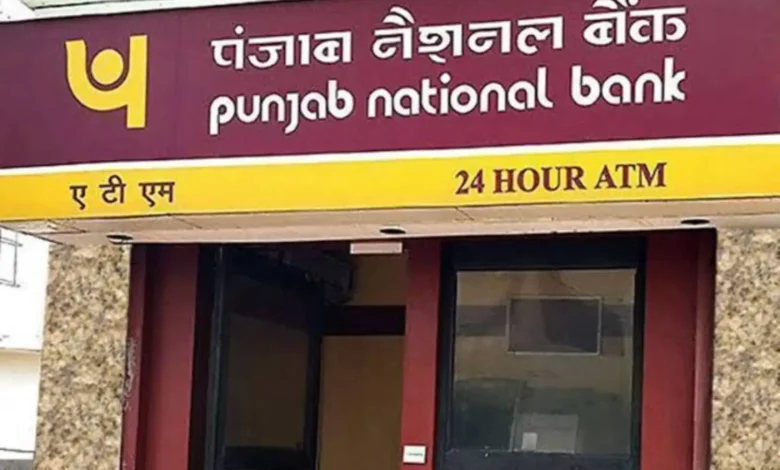 पंजाब नैशनल बैंक
punjab national bank
ए टी एम 24 HOUR ATM